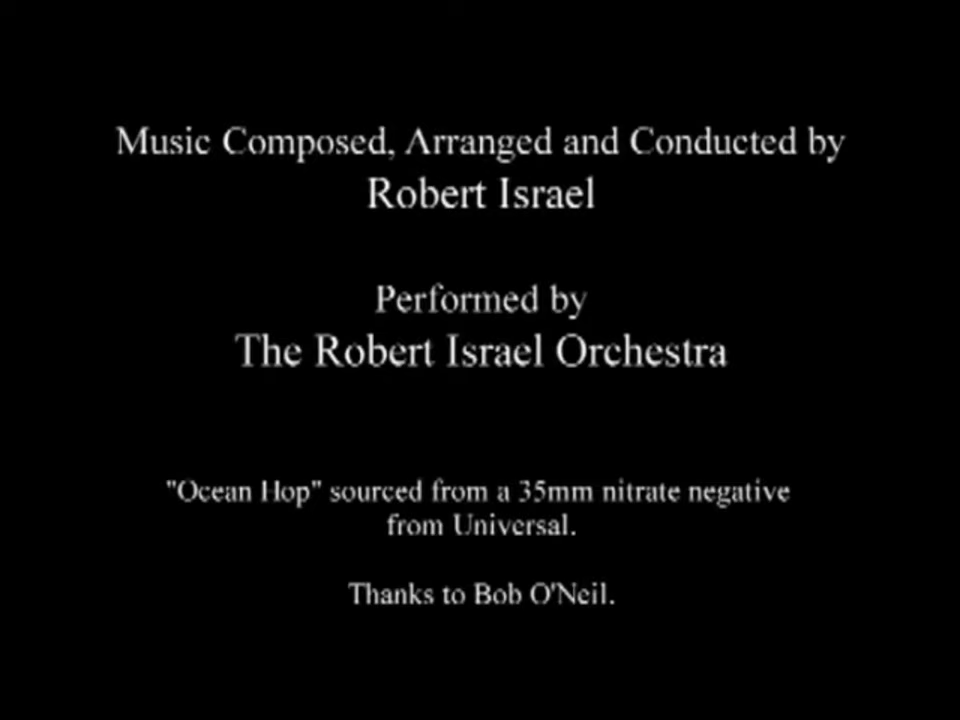 Music Composed, Arranged and Conducted by
Robert Israel
Performed by
The Robert Israel Orchestra
"Ocean Hop" sourced from a 35mm nitrate negative
from Universal.
Thanks to Bob O'Neil.